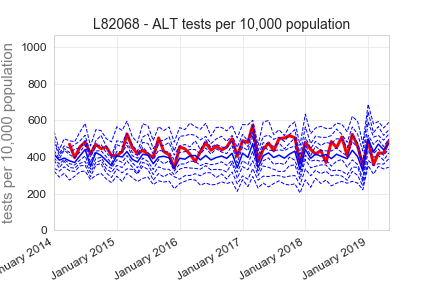 L82068 - ALT tests per 10,000 population
tests per 10,000 population
1000
800
600
400
200
0
nuary 2014
January 2015
January 2016
January 2017
January 2018
January 2019